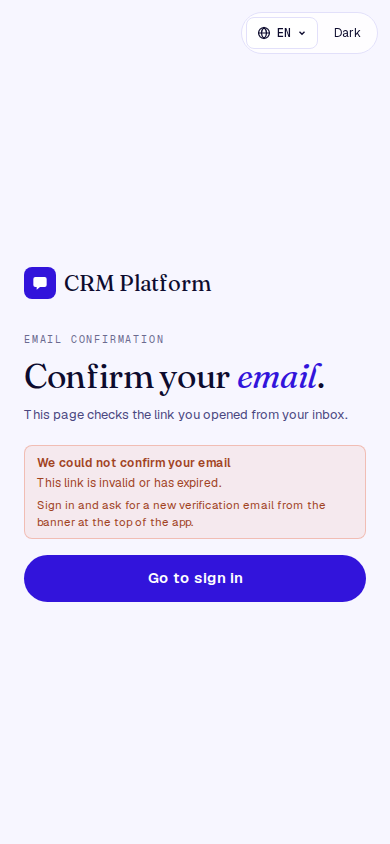 EN
Dark
CRM Platform
EMAIL CONFIRMATION
Confirm your email.
This page checks the link you opened from your inbox.
We could not confirm your email
This link is invalid or has expired.
Sign in and ask for a new verification email from the
banner at the top of the app.
Go to sign in